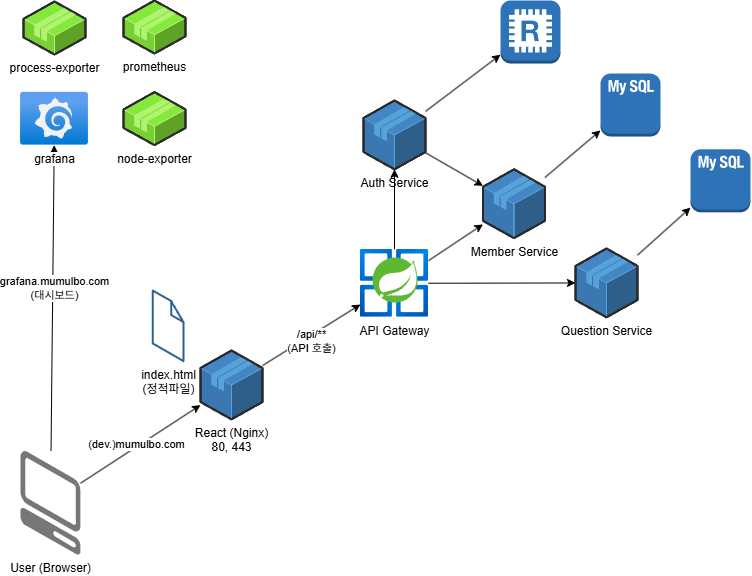 process-exporter
prometheus
R
My SQL
grafana
node-exporter
My SQL
Auth Service
Member Service
grafana.mumulbo.com
(대시보드)
/api/**
(API 호출)
API Gateway
Question Service
index.html
(정적파일)
React (Nginx)
80, 443
(dev.)mumulbo.com
User (Browser)